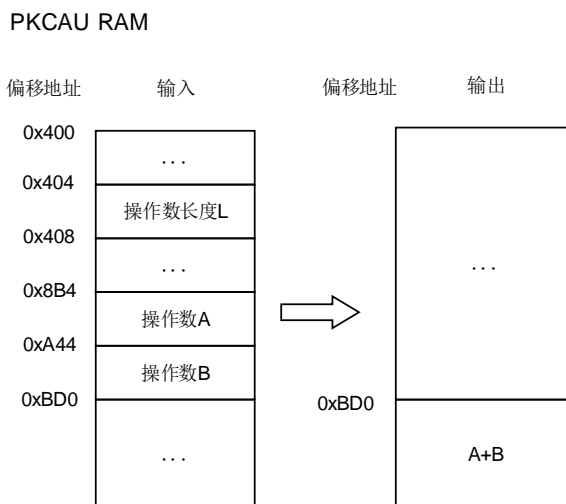 PKCAU RAM
偏移地址 输入 偏移地址 输出
0x400
...
0x404
操作数长度L
0x408
...
...
0x8B4
操作数A
0xA44
操作数B
0xBD0
0xBD0
...
A+B